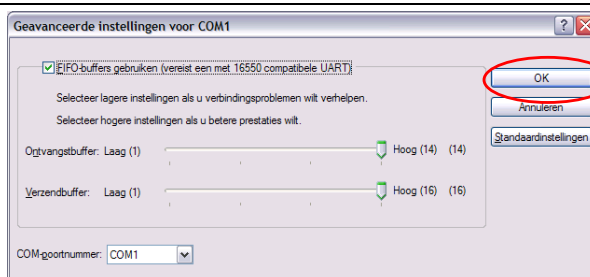 Geavanceerde instellingen voor COM1
FIFO-buffers gebruiken (vereist een met 16550 compatibele UART)
OK
Selecteer lagere instellingen als u verbindingsproblemen wilt verhelpen.
Annuleren
Selecteer hogere instellingen als u betere prestaties wilt.
Standaardinstellingen
Ontvangstbuffer: Laag (1) Hoog (14) (14)
Verzendbuffer: Laag (1) Hoog (16) (16)
COM-poortnummer: COM1